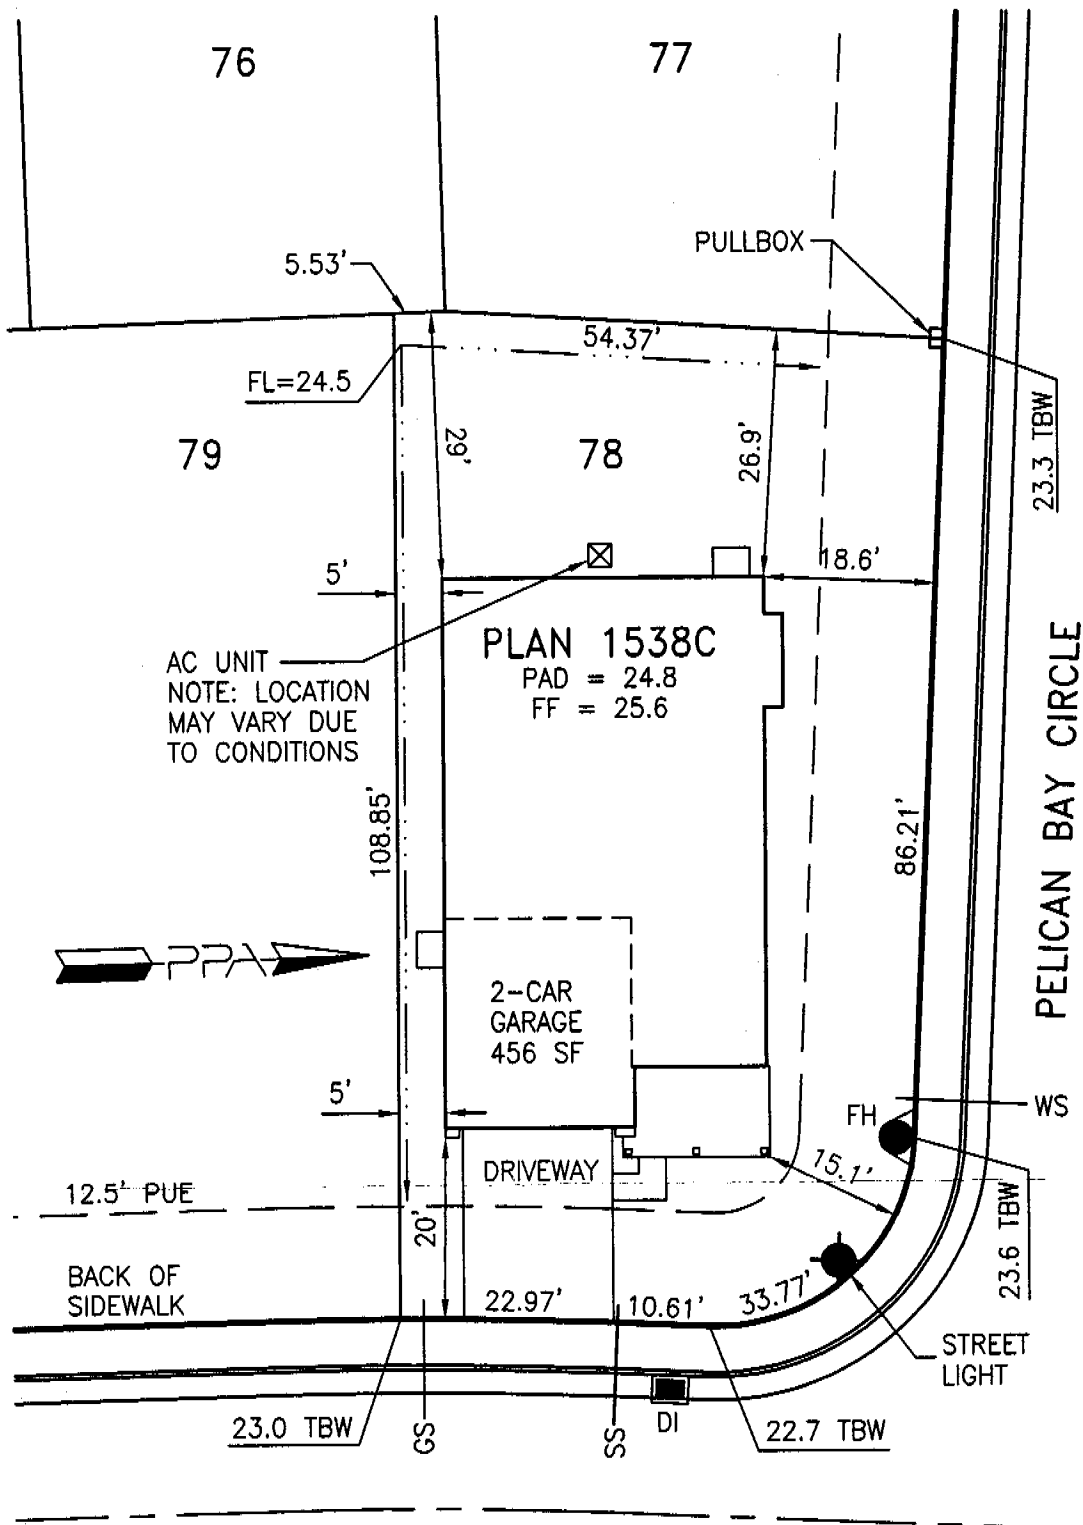 76
77
PULLBOX
5.53'
54.37'
FL=24.5
23.3 TBW
79
29'
78
26.9'
18.6'
5'
PLAN 1538C
PAD = 24.8
FF = 25.6
AC UNIT
NOTE: LOCATION
MAY VARY DUE
TO CONDITIONS
PELICAN BAY CIRCLE
108.85'
86.21'
PPA
2-CAR
GARAGE
456 SF
5'
WS
FH
DRIVEWAY
15.1'
12.5' PUE
20'
23.6 TBW
BACK OF
SIDEWALK
22.97'
10.61'
33.77'
STREET
LIGHT
23.0 TBW
GS
SS
DI
22.7 TBW